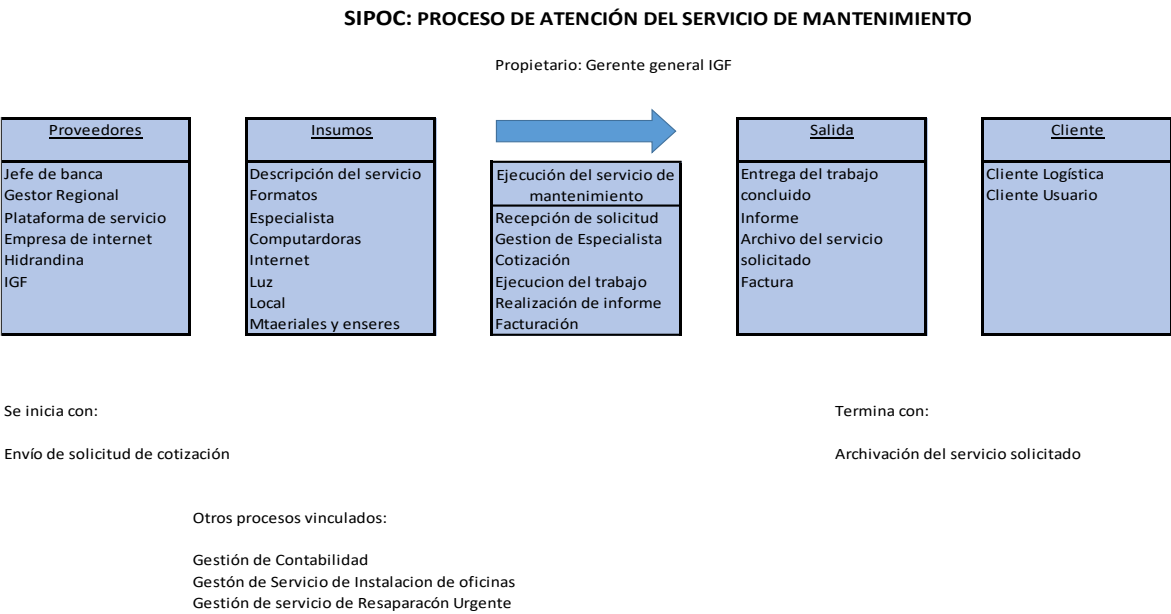 SIPOC: PROCESO DE ATENCIÓN DEL SERVICIO DE MANTENIMIENTO
Propietario: Gerente general IGF
Proveedores
Jefe de banca
Gestor Regional
Plataforma de servicio
Empresa de internet
Hidrandina
IGF
Insumos
Descripción del servicio
Formatos
Especialista
Computardoras
Internet
Luz
Local
Mtaeriales y enseres
Ejecución del servicio de
mantenimiento
Recepción de solicitud
Gestion de Especialista
Cotización
Ejecucion del trabajo
Realización de informe
Facturación
Salida
Entrega del trabajo
concluido
Informe
Archivo del servicio
solicitado
Factura
Cliente
Cliente Logística
Cliente Usuario
Se inicia con:
Envío de solicitud de cotización
Termina con:
Archivación del servicio solicitado
Otros procesos vinculados:
Gestión de Contabilidad
Gestón de Servicio de Instalacion de oficinas
Gestión de servicio de Resaparacón Urgente